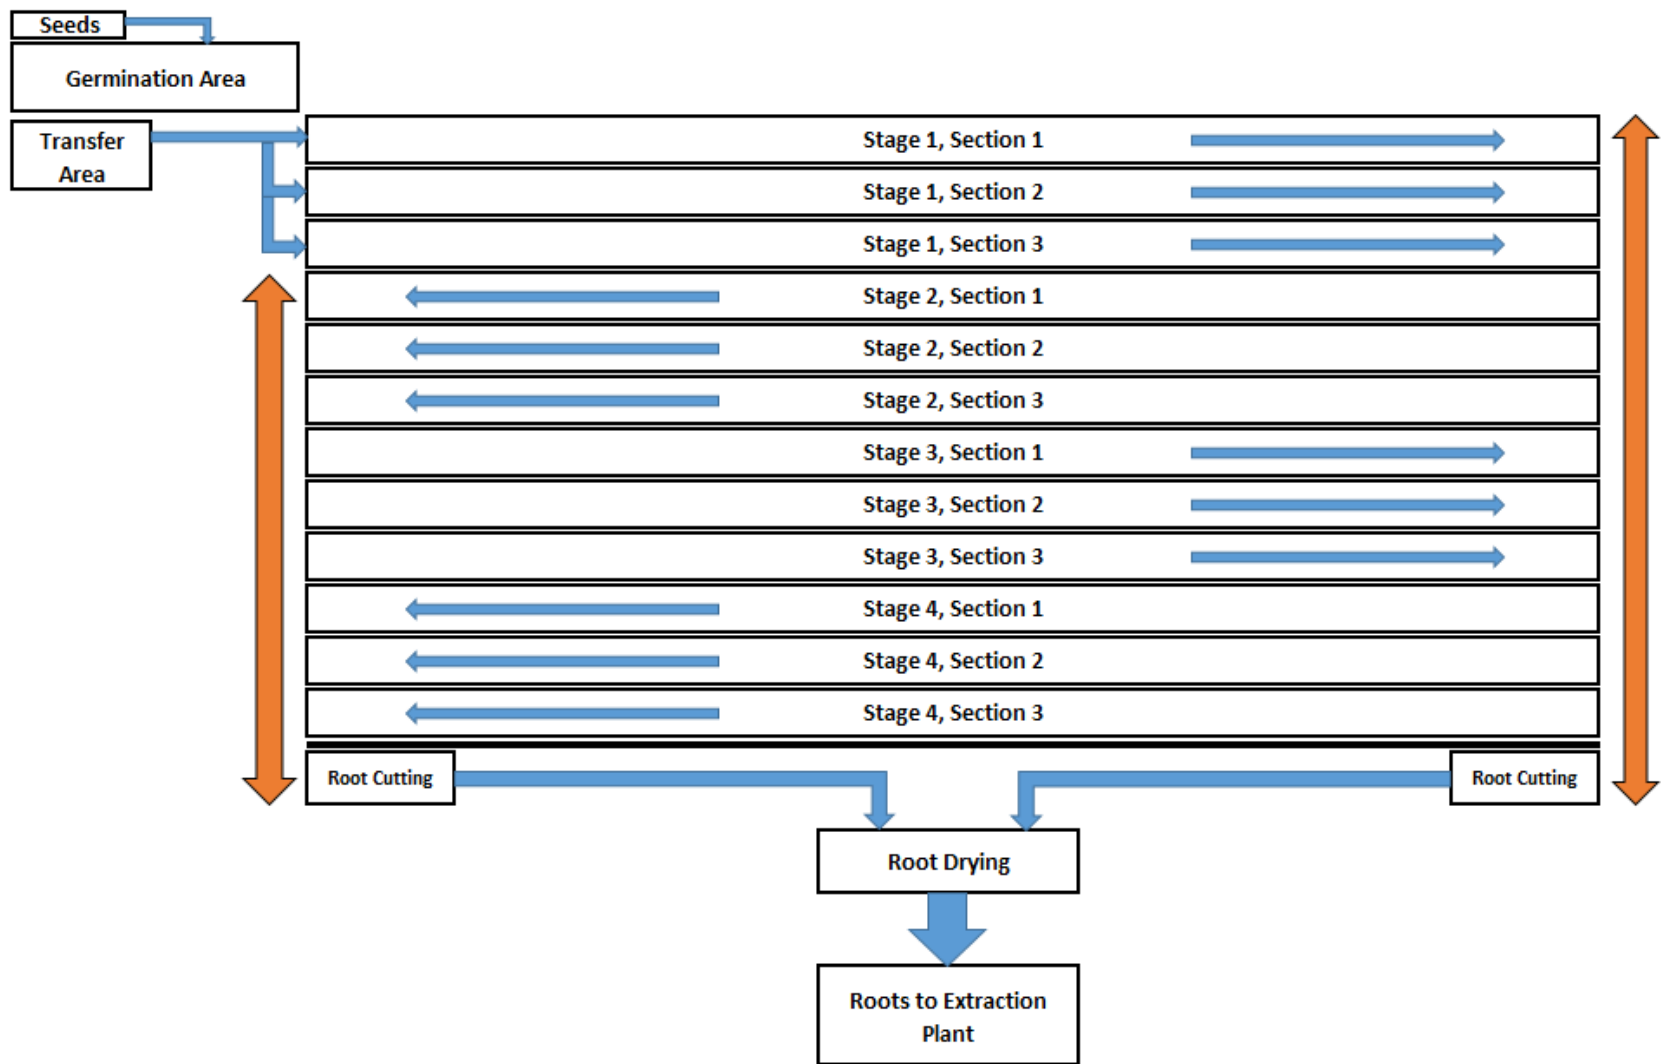 Seeds
Germination Area
Transfer
Area
Stage 1, Section 1
Stage 1, Section 2
Stage 1, Section 3
Stage 2, Section 1
Stage 2, Section 2
Stage 2, Section 3
Stage 3, Section 1
Stage 3, Section 2
Stage 3, Section 3
Stage 4, Section 1
Stage 4, Section 2
Stage 4, Section 3
Root Cutting
Root Cutting
Root Drying
Roots to Extraction
Plant